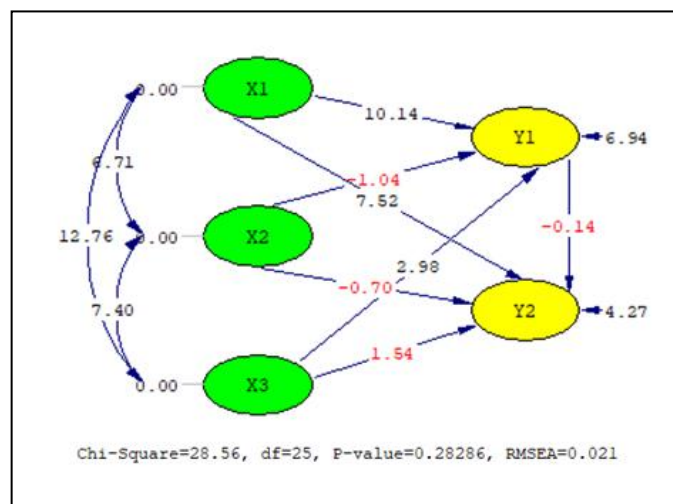 0.00
X1
10.14
Y1
6.94
6.71
-1.04
7.52
12.76
0.00
X2
-0.14
2.98
-0.70
7.40
Y2
4.27
1.54
0.00
X3
Chi-Square=28.56, df=25, P-value=0.28286, RMSEA=0.021